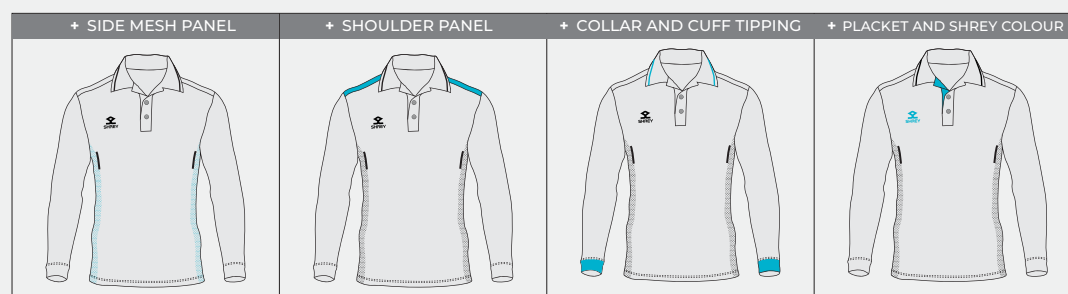 + SIDE MESH PANEL
+ SHOULDER PANEL
+ COLLAR AND CUFF TIPPING
+ PLACKET AND SHREY COLOUR
SHREY
SHREY
SHREY
SHREY